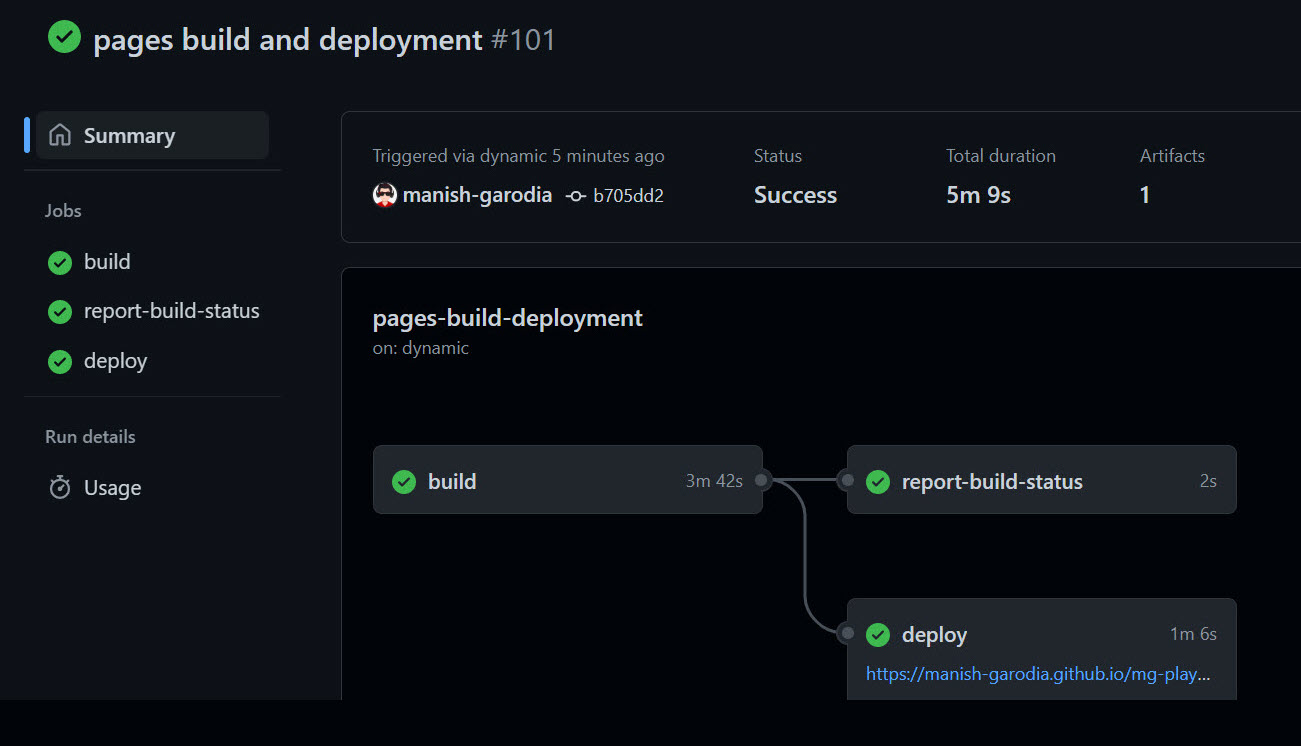 pages build and deployment #101
Summary
Jobs
build
report-build-status
deploy
Run details
Usage
Triggered via dynamic 5 minutes ago
manish-garodia b705dd2
Status
Success
Total duration
5m 9s
Artifacts
1
pages-build-deployment
on: dynamic
build 3m 42s
report-build-status 2s
deploy 1m 6s
https://manish-garodia.github.io/mg-play...